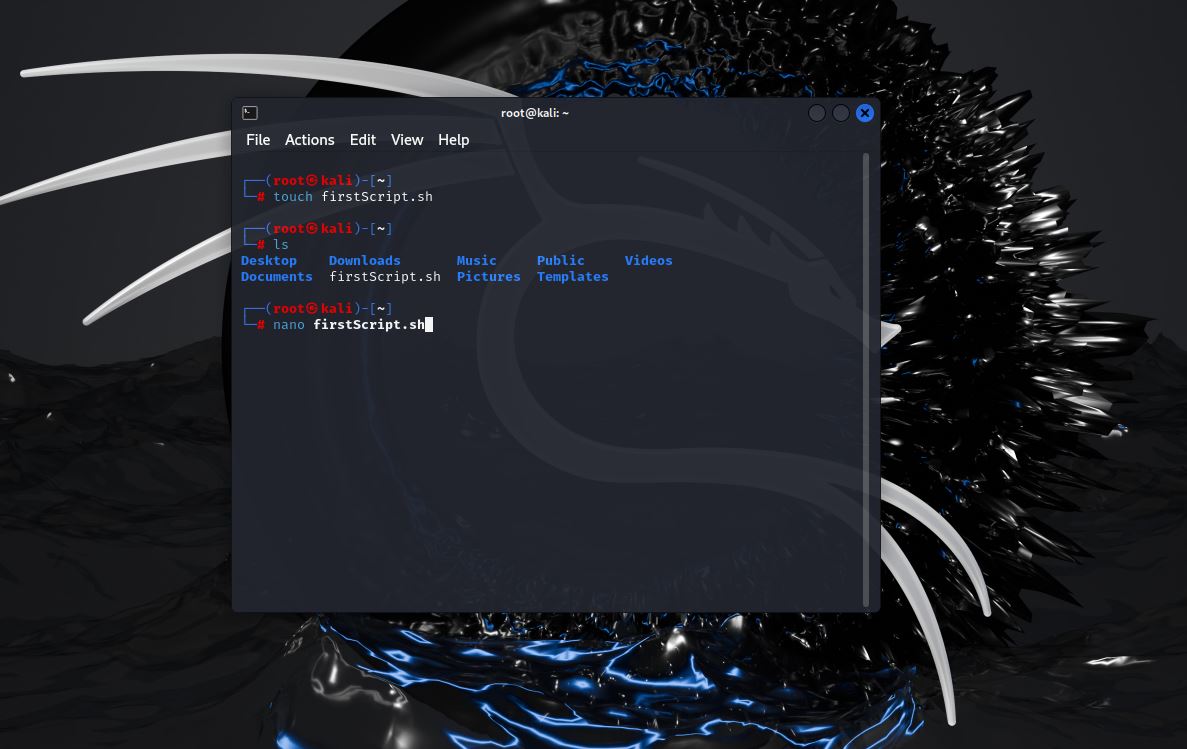 root@kali: ~
File Actions Edit View Help
┌──(root㉿kali)-[~]
└─# touch firstScript.sh
┌──(root㉿kali)-[~]
└─# ls
Desktop Downloads Music Public Videos
Documents firstScript.sh Pictures Templates
┌──(root㉿kali)-[~]
└─# nano firstScript.sh